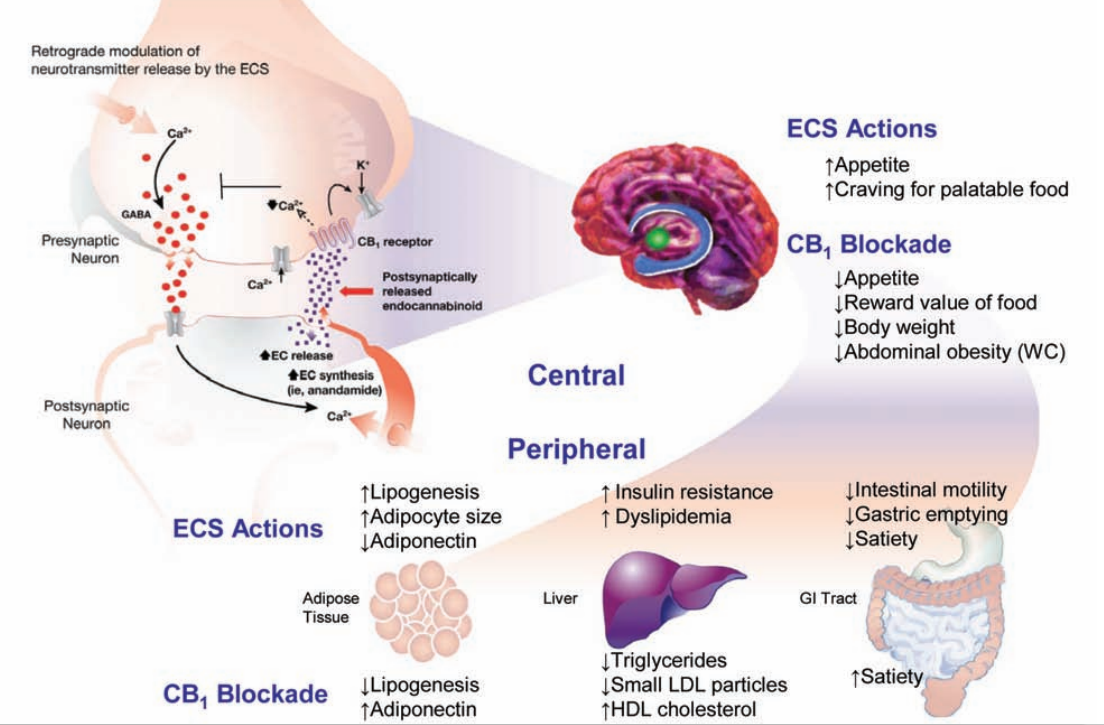 Retrograde modulation of
neurotransmitter release by the ECS
Ca²⁺
GABA
Presynaptic
Neuron
K⁺
🡇Ca²⁺
CB₁ receptor
Ca²⁺
Postsynaptically
released
endocannabinoid
🡅EC release
🡅EC synthesis
(ie, anandamide)
Ca²⁺
Postsynaptic
Neuron
ECS Actions
↑Appetite
↑Craving for palatable food
CB₁ Blockade
↓Appetite
↓Reward value of food
↓Body weight
↓Abdominal obesity (WC)
Central
Peripheral
ECS Actions
↑Lipogenesis
↑Adipocyte size
↓Adiponectin
↑ Insulin resistance
↑ Dyslipidemia
↓Intestinal motility
↓Gastric emptying
↓Satiety
Adipose
Tissue
Liver
GI Tract
CB₁ Blockade
↓Lipogenesis
↑Adiponectin
↓Triglycerides
↓Small LDL particles
↑HDL cholesterol
↑Satiety